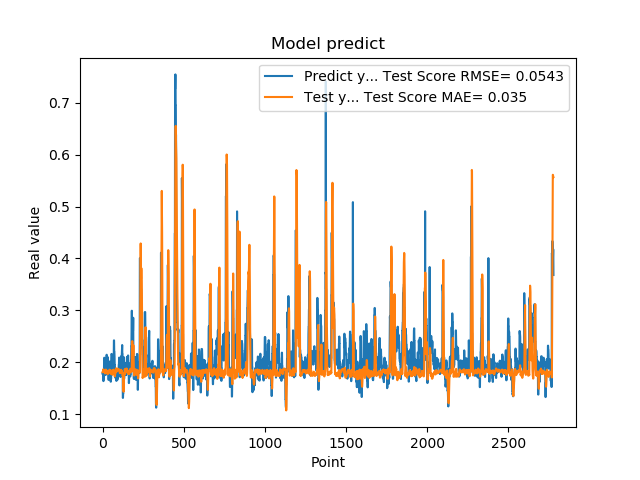 Model predict
Predict y... Test Score RMSE= 0.0543
Test y... Test Score MAE= 0.035
Real value
0.7
0.6
0.5
0.4
0.3
0.2
0.1
0 500 1000 1500 2000 2500
Point